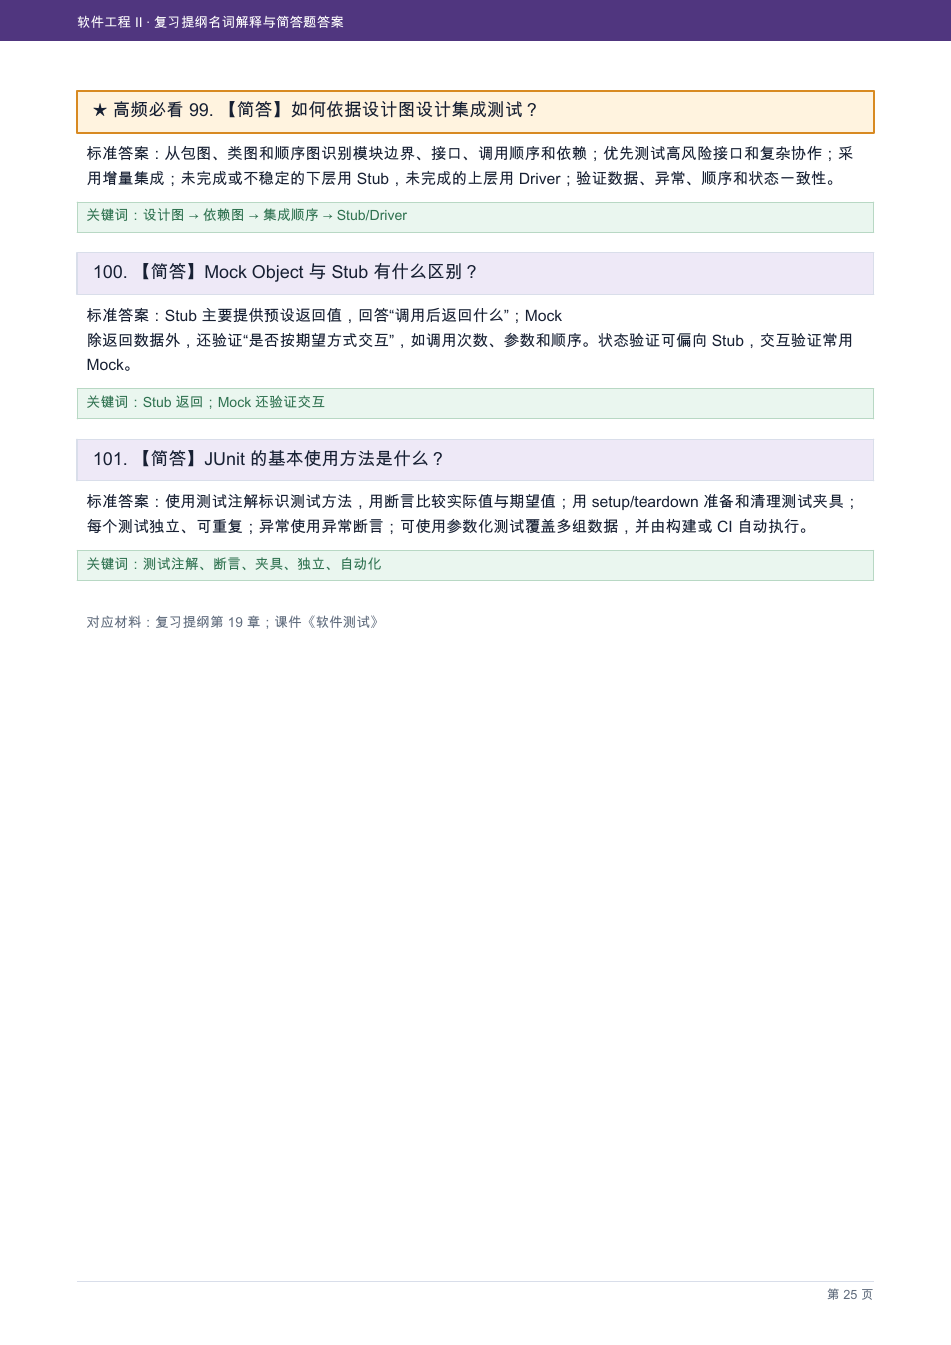 软件工程 II · 复习提纲名词解释与简答题答案
★ 高频必看 99. 【简答】如何依据设计图设计集成测试？
标准答案：从包图、类图和顺序图识别模块边界、接口、调用顺序和依赖；优先测试高风险接口和复杂协作；采
用增量集成；未完成或不稳定的下层用 Stub，未完成的上层用 Driver；验证数据、异常、顺序和状态一致性。
关键词：设计图 → 依赖图 → 集成顺序 → Stub/Driver
100. 【简答】Mock Object 与 Stub 有什么区别？
标准答案：Stub 主要提供预设返回值，回答“调用后返回什么”；Mock
除返回数据外，还验证“是否按期望方式交互”，如调用次数、参数和顺序。状态验证可偏向 Stub，交互验证常用
Mock。
关键词：Stub 返回；Mock 还验证交互
101. 【简答】JUnit 的基本使用方法是什么？
标准答案：使用测试注解标识测试方法，用断言比较实际值与期望值；用 setup/teardown 准备和清理测试夹具；
每个测试独立、可重复；异常使用异常断言；可使用参数化测试覆盖多组数据，并由构建或 CI 自动执行。
关键词：测试注解、断言、夹具、独立、自动化
对应材料：复习提纲第 19 章；课件《软件测试》
第 25 页